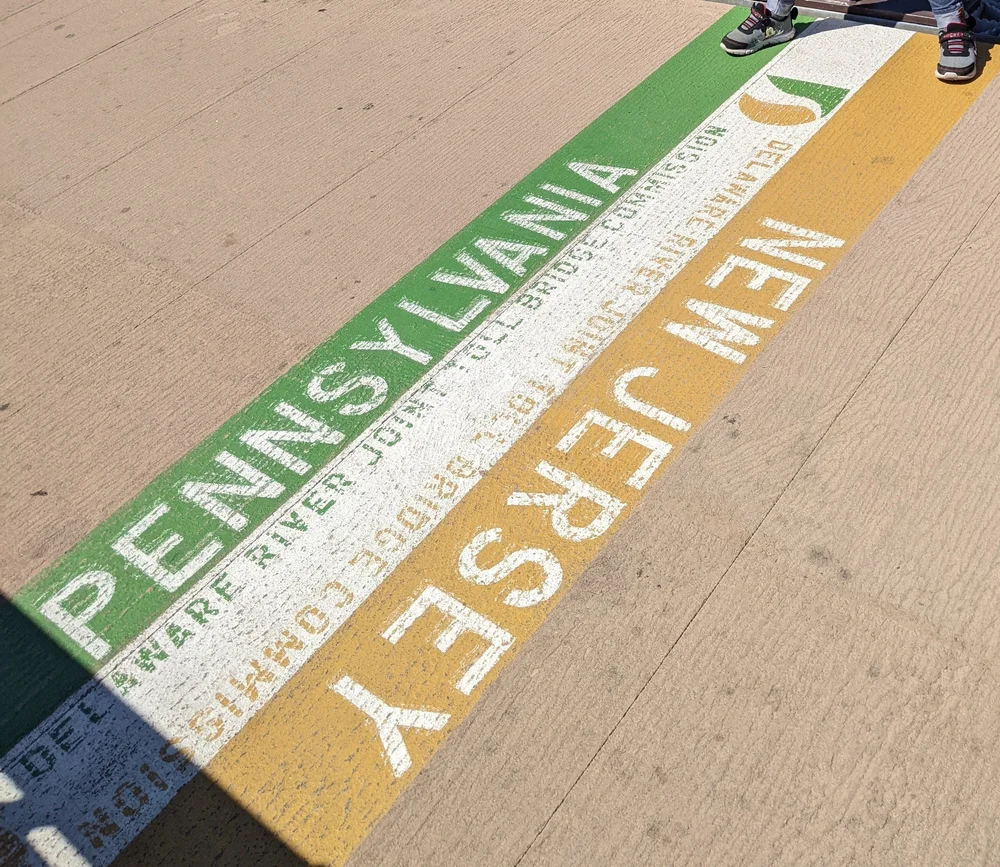 PENNSYLVANIA
DELAWARE RIVER JOINT TOLL BRIDGE COMMISSION
DELAWARE RIVER JOINT TOLL BRIDGE COMMISSION
NEW JERSEY